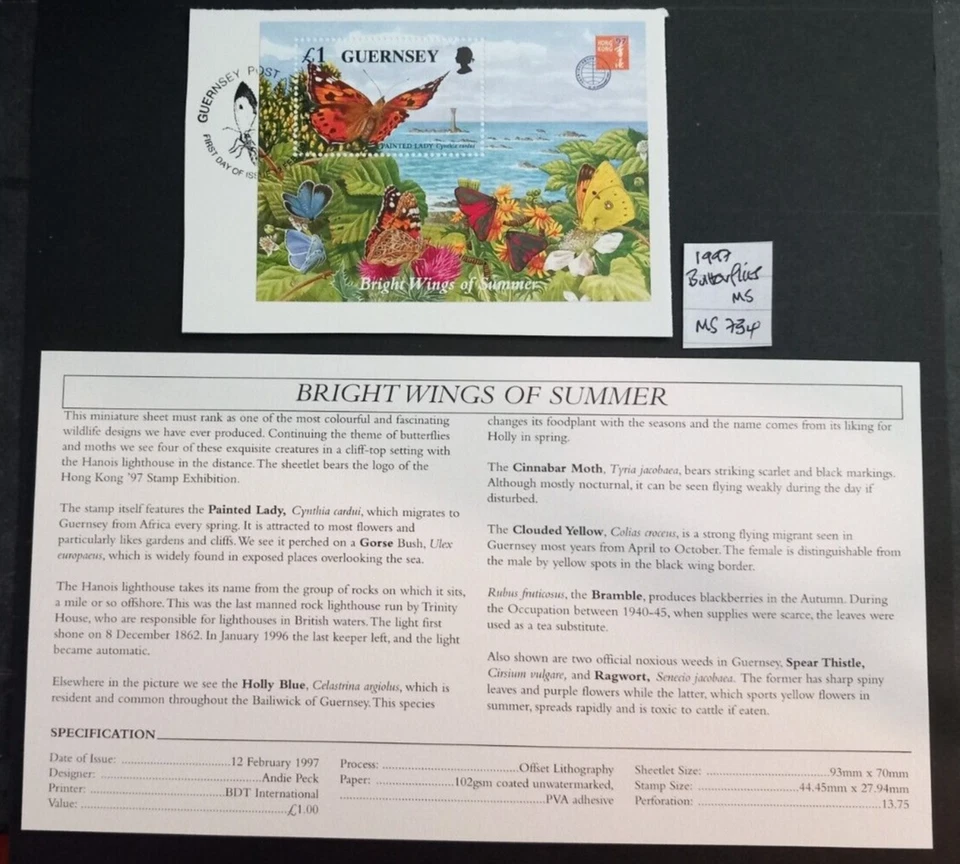 £1 GUERNSEY
HONG KONG '97
香港
PAINTED LADY Cynthia cardui
GUERNSEY POST
FIRST DAY OF ISSUE
Bright Wings of Summer
1997
Butterflies
MS
MS 734
BRIGHT WINGS OF SUMMER
This miniature sheet must rank as one of the most colourful and fascinating
wildlife designs we have ever produced. Continuing the theme of butterflies
and moths we see four of these exquisite creatures in a cliff-top setting with
the Hanois lighthouse in the distance. The sheetlet bears the logo of the
Hong Kong '97 Stamp Exhibition.
The stamp itself features the Painted Lady, Cynthia cardui, which migrates to
Guernsey from Africa every spring. It is attracted to most flowers and
particularly likes gardens and cliffs. We see it perched on a Gorse Bush, Ulex
europaeus, which is widely found in exposed places overlooking the sea.
The Hanois lighthouse takes its name from the group of rocks on which it sits,
a mile or so offshore. This was the last manned rock lighthouse run by Trinity
House, who are responsible for lighthouses in British waters. The light first
shone on 8 December 1862. In January 1996 the last keeper left, and the light
became automatic.
Elsewhere in the picture we see the Holly Blue, Celastrina argiolus, which is
resident and common throughout the Bailiwick of Guernsey. This species
changes its foodplant with the seasons and the name comes from its liking for
Holly in spring.
The Cinnabar Moth, Tyria jacobaea, bears striking scarlet and black markings.
Although mostly nocturnal, it can be seen flying weakly during the day if
disturbed.
The Clouded Yellow, Colias croceus, is a strong flying migrant seen in
Guernsey most years from April to October. The female is distinguishable from
the male by yellow spots in the black wing border.
Rubus fruticosus, the Bramble, produces blackberries in the Autumn. During
the Occupation between 1940-45, when supplies were scarce, the leaves were
used as a tea substitute.
Also shown are two official noxious weeds in Guernsey, Spear Thistle,
Cirsium vulgare, and Ragwort, Senecio jacobaea. The former has sharp spiny
leaves and purple flowers while the latter, which sports yellow flowers in
summer, spreads rapidly and is toxic to cattle if eaten.
SPECIFICATION
Date of Issue: 12 February 1997
Designer: Andie Peck
Printer: BDT International
Value: £1.00
Process: Offset Lithography
Paper: 102gsm coated unwatermarked,
PVA adhesive
Sheetlet Size: 93mm x 70mm
Stamp Size: 44.45mm x 27.94mm
Perforation: 13.75